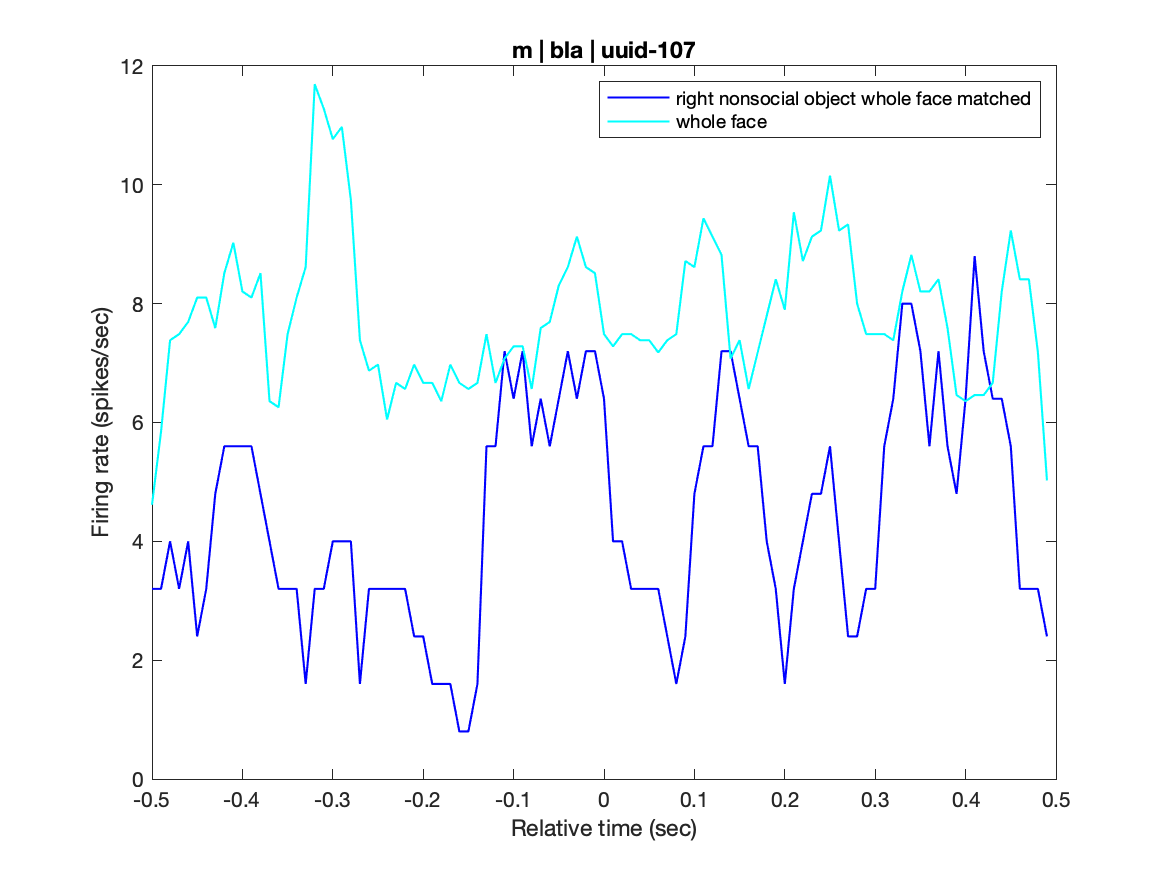 m | bla | uuid-107
right nonsocial object whole face matched
whole face
Firing rate (spikes/sec)
12
10
8
6
4
2
0
-0.5 -0.4 -0.3 -0.2 -0.1 0 0.1 0.2 0.3 0.4 0.5
Relative time (sec)